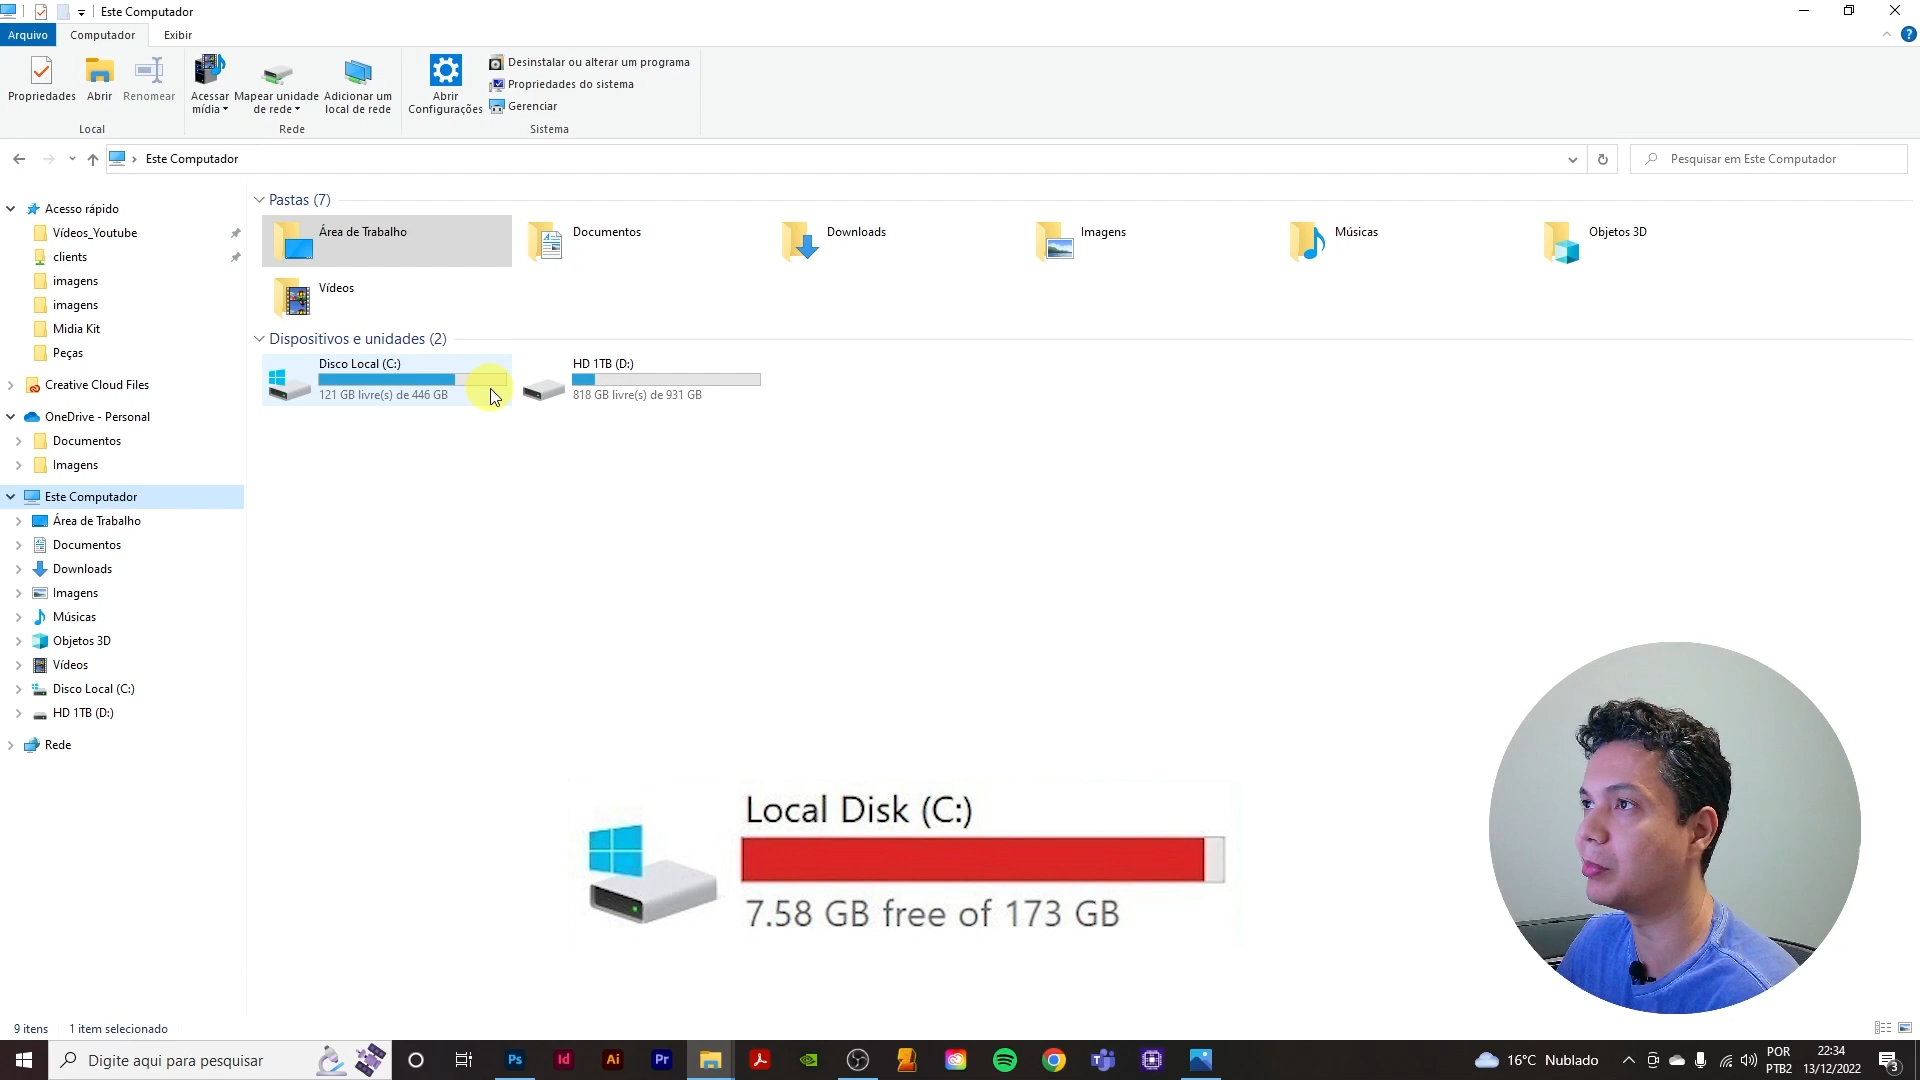 Este Computador
Arquivo
Computador
Exibir
Propriedades
Abrir
Renomear
Acessar mídia
Mapear unidade de rede
Adicionar um local de rede
Abrir Configurações
Desinstalar ou alterar um programa
Propriedades do sistema
Gerenciar
Local
Rede
Sistema
Este Computador
Pesquisar em Este Computador
Acesso rápido
Vídeos_Youtube
clients
imagens
imagens
Midia Kit
Peças
Creative Cloud Files
OneDrive - Personal
Documentos
Imagens
Este Computador
Área de Trabalho
Documentos
Downloads
Imagens
Músicas
Objetos 3D
Vídeos
Disco Local (C:)
HD 1TB (D:)
Rede
Pastas (7)
Área de Trabalho
Documentos
Downloads
Imagens
Músicas
Objetos 3D
Vídeos
Dispositivos e unidades (2)
Disco Local (C:)
121 GB livre(s) de 446 GB
HD 1TB (D:)
818 GB livre(s) de 931 GB
Local Disk (C:)
7.58 GB free of 173 GB
9 itens
1 item selecionado
Digite aqui para pesquisar
Ps
Id
Ai
Pr
16°C Nublado
POR
PTB2
22:34
13/12/2022
3